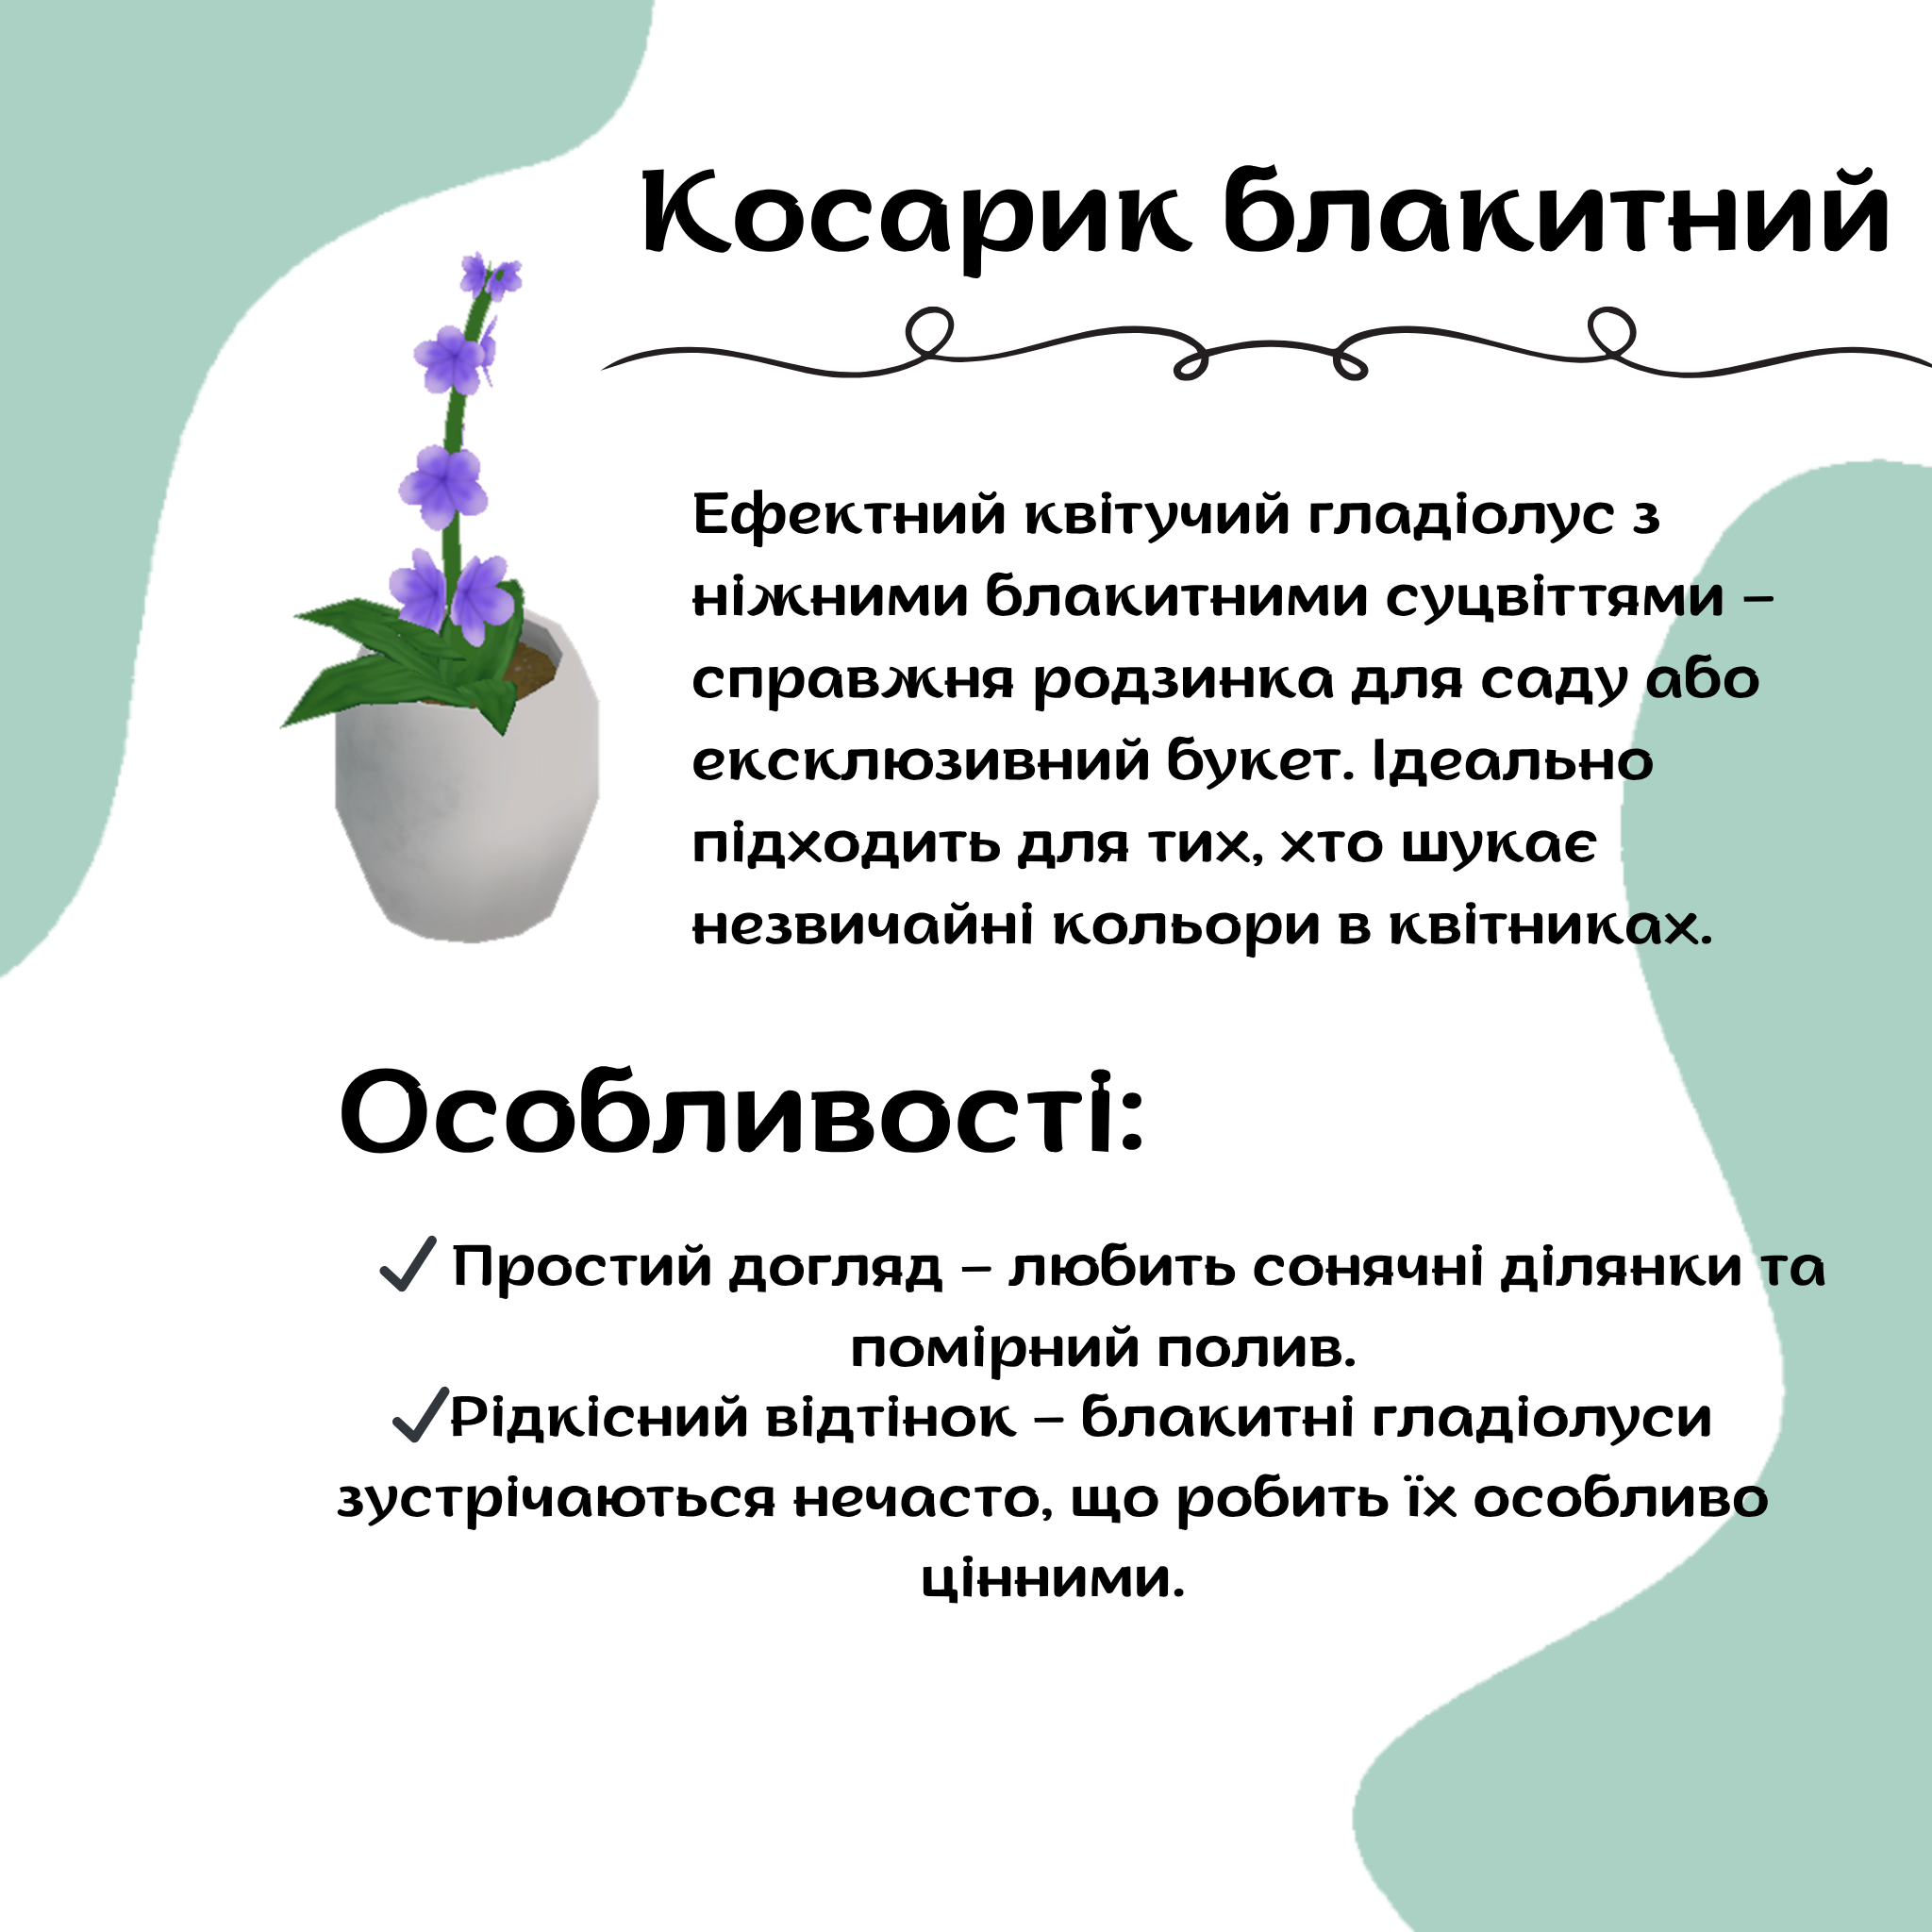 Косарик блакитний
Ефектний квітучий гладіолус з
ніжними блакитними суцвіттями –
справжня родзинка для саду або
ексклюзивний букет. Ідеально
підходить для тих, хто шукає
незвичайні кольори в квітниках.
Особливості:
✓ Простий догляд – любить сонячні ділянки та
помірний полив.
✓Рідкісний відтінок – блакитні гладіолуси
зустрічаються нечасто, що робить їх особливо
цінними.